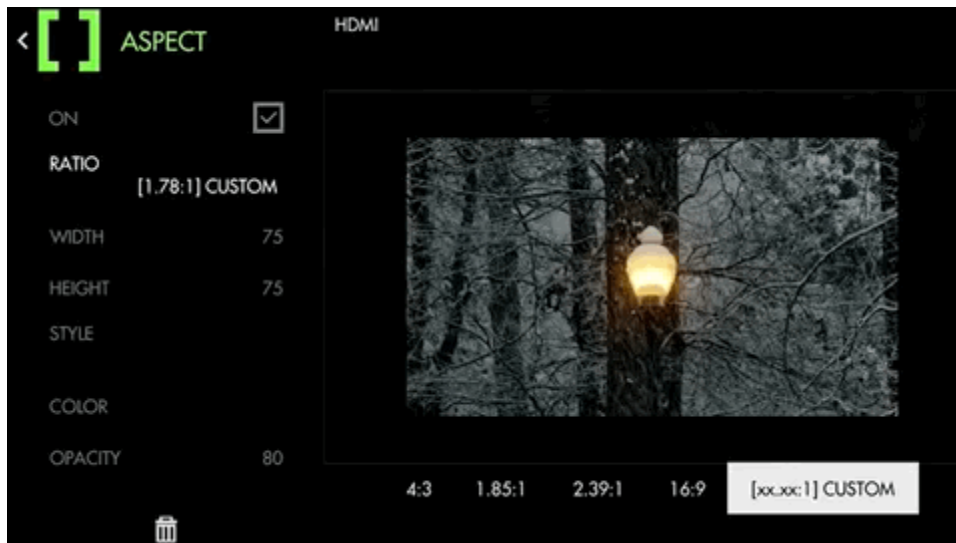 ASPECT
HDMI
ON
RATIO
[1.78:1] CUSTOM
WIDTH 75
HEIGHT 75
STYLE
COLOR
OPACITY 80
4:3 1.85:1 2.39:1 16:9 [xx.xx:1] CUSTOM